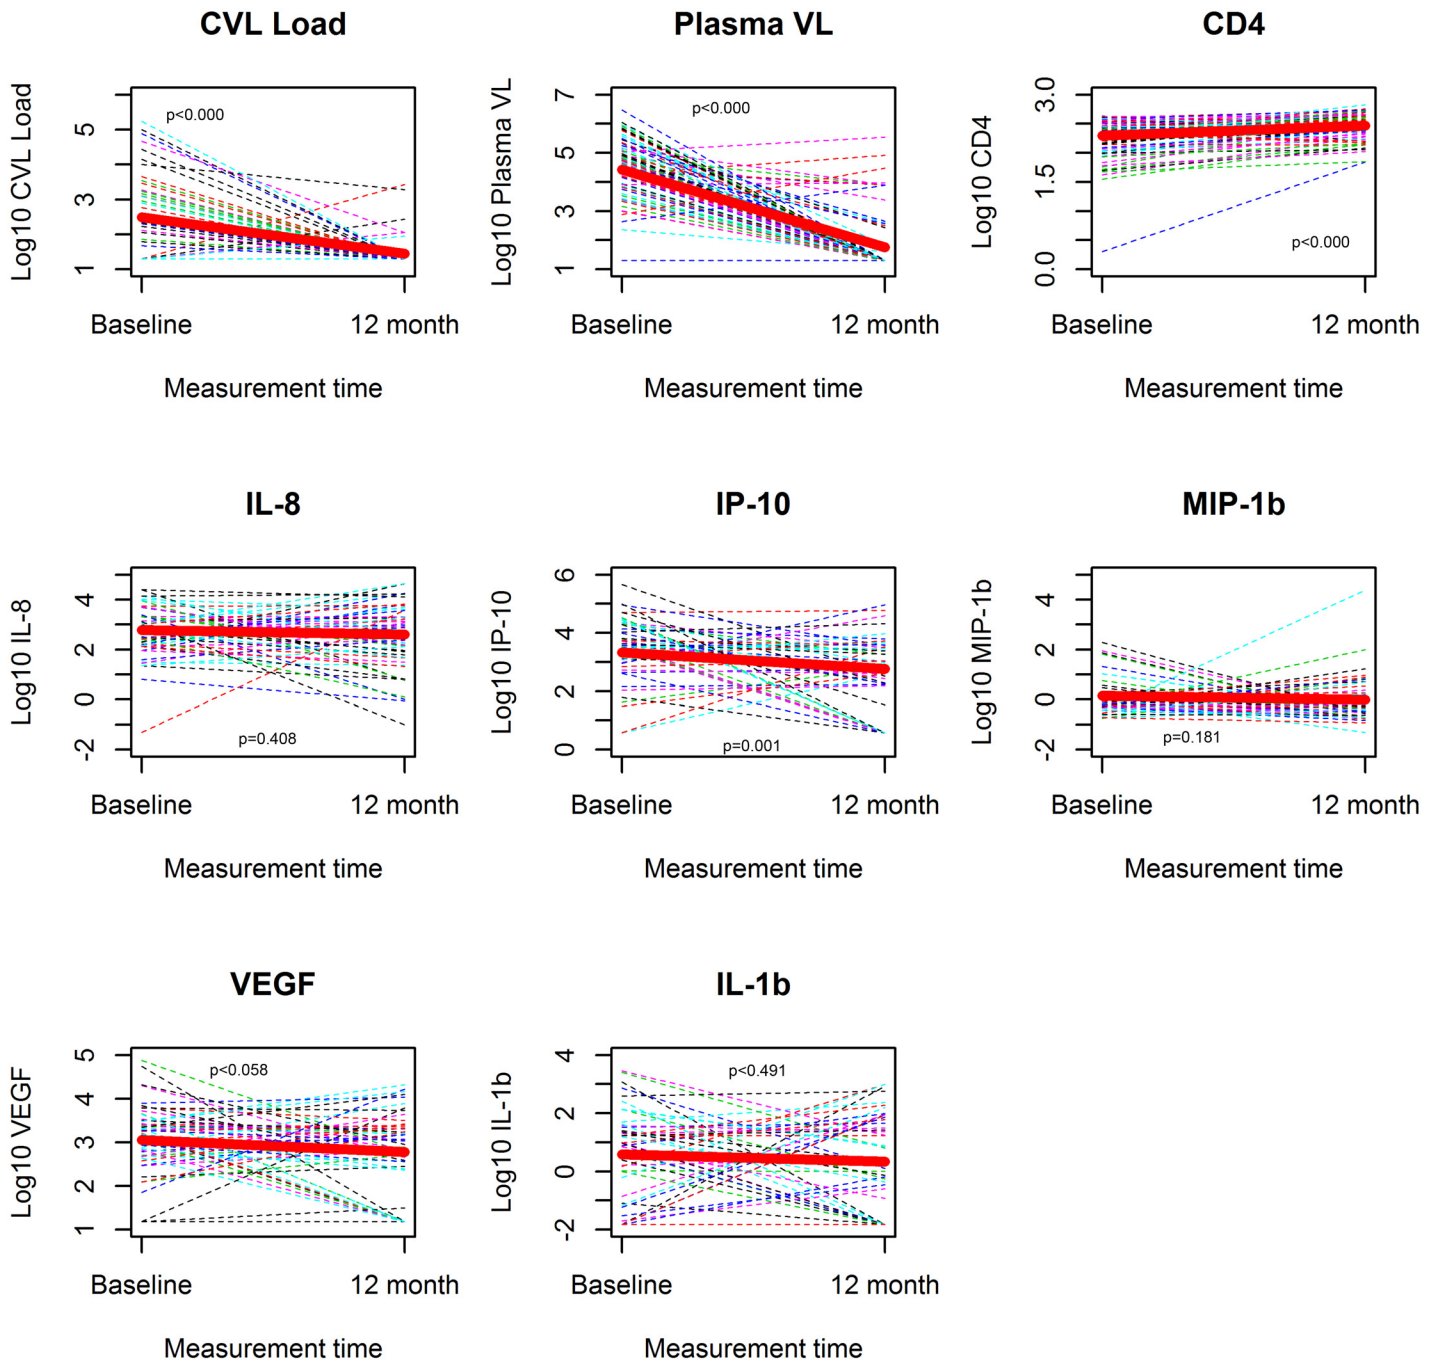 CVL Load
Log10 CVL Load
5
3
1
p<0.000
Baseline
12 month
Measurement time
Plasma VL
Log10 Plasma VL
7
5
3
1
p<0.000
Baseline
12 month
Measurement time
CD4
Log10 CD4
3.0
1.5
0.0
p<0.000
Baseline
12 month
Measurement time
IL-8
Log10 IL-8
4
2
0
-2
p=0.408
Baseline
12 month
Measurement time
IP-10
Log10 IP-10
6
4
2
0
p=0.001
Baseline
12 month
Measurement time
MIP-1b
Log10 MIP-1b
4
2
0
-2
p=0.181
Baseline
12 month
Measurement time
VEGF
Log10 VEGF
5
4
3
2
1
p<0.058
Baseline
12 month
Measurement time
IL-1b
Log10 IL-1b
4
2
0
-2
p<0.491
Baseline
12 month
Measurement time